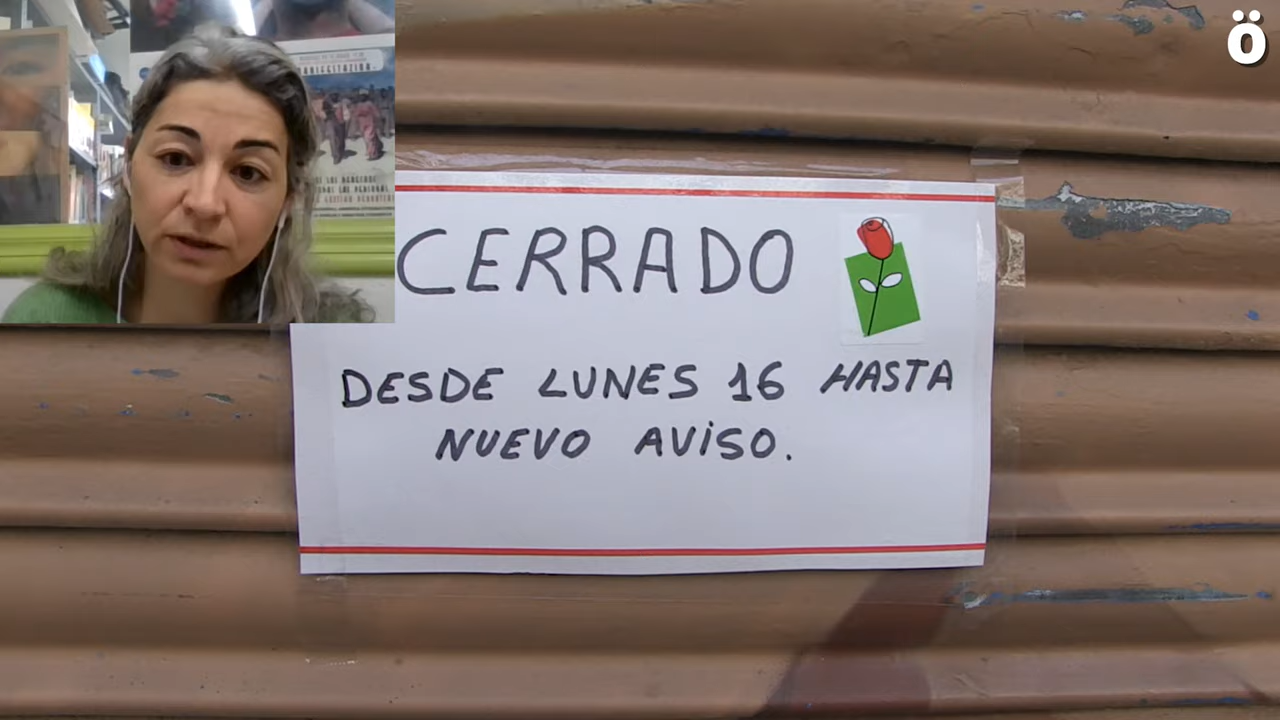 ö
CERRADO
DESDE LUNES 16 HASTA
NUEVO AVISO.